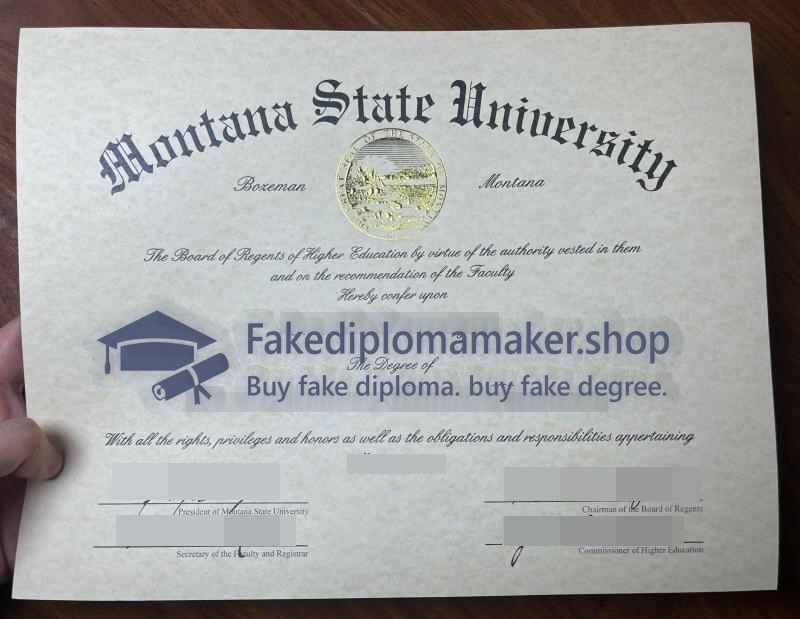 Montana State University
Bozeman
Montana
The Board of Regents of Higher Education by virtue of the authority vested in them
and on the recommendation of the Faculty
Hereby confer upon
Fakediplomamaker.shop
The Degree of
Buy fake diploma. buy fake degree.
With all the rights, privileges and honors as well as the obligations and responsibilities appertaining
President of Montana State University
Chairman of the Board of Regents
Secretary of the Faculty and Registrar
Commissioner of Higher Education